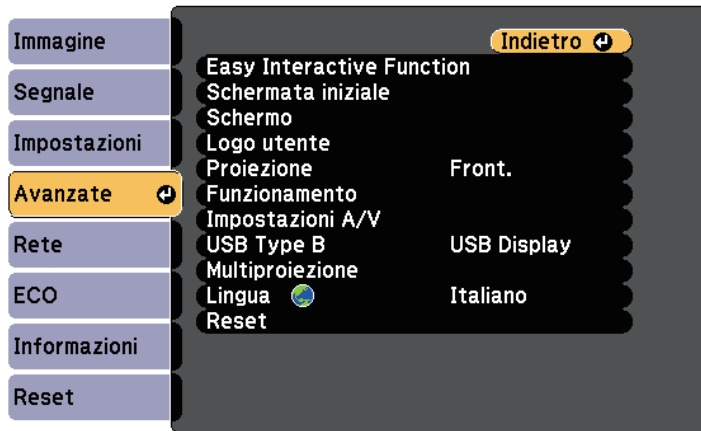 Immagine
Segnale
Impostazioni
Avanzate
Rete
ECO
Informazioni
Reset
Indietro
Easy Interactive Function
Schermata iniziale
Schermo
Logo utente
Proiezione Front.
Funzionamento
Impostazioni A/V
USB Type B USB Display
Multiproiezione
Lingua Italiano
Reset